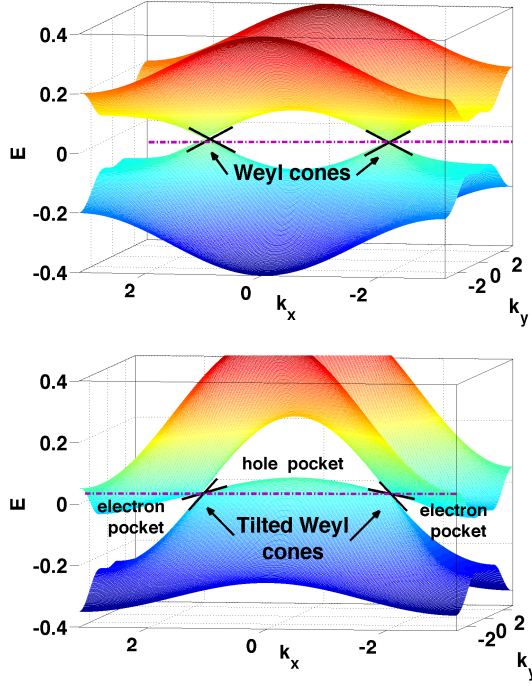 0.4
0.2
0
-0.2
-0.4
E
Weyl cones
2
0
-2
k_x
-2
0
2
k_y
0.4
0.2
0
-0.2
-0.4
E
hole pocket
electron
pocket
electron
pocket
Tilted Weyl
cones
2
0
-2
k_x
-2
0
2
k_y